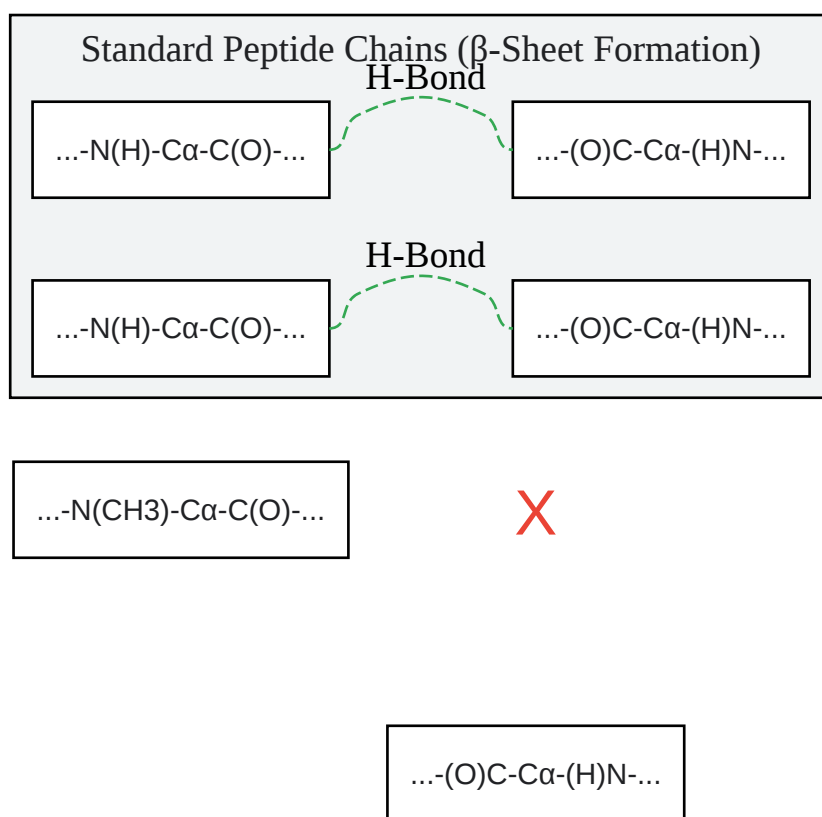 Standard Peptide Chains (β-Sheet Formation)
H-Bond
...-N(H)-Cα-C(O)-...
...-(O)C-Cα-(H)N-...
H-Bond
...-N(H)-Cα-C(O)-...
...-(O)C-Cα-(H)N-...
...-N(CH3)-Cα-C(O)-...
X
...-(O)C-Cα-(H)N-...